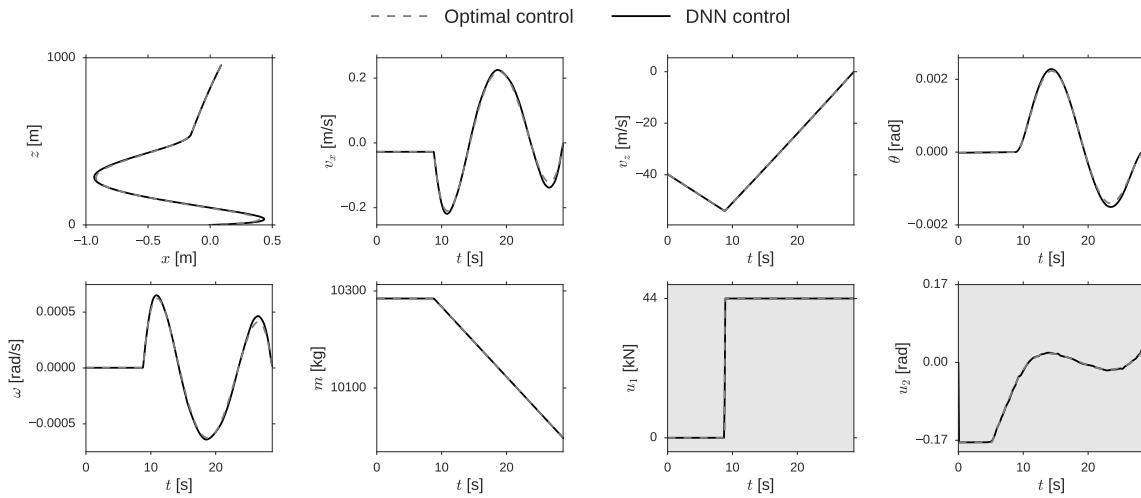 Optimal control
DNN control
1000
0
z [m]
−1.0
−0.5
0.0
0.5
x [m]
0.2
0.0
−0.2
v_x [m/s]
0
10
20
t [s]
0
−20
−40
v_z [m/s]
0
10
20
t [s]
0.002
0.000
−0.002
θ [rad]
0
10
20
t [s]
0.0005
0.0000
−0.0005
ω [rad/s]
0
10
20
t [s]
10300
10100
m [kg]
0
10
20
t [s]
44
0
u_1 [kN]
0
10
20
t [s]
0.17
0.00
−0.17
u_2 [rad]
0
10
20
t [s]